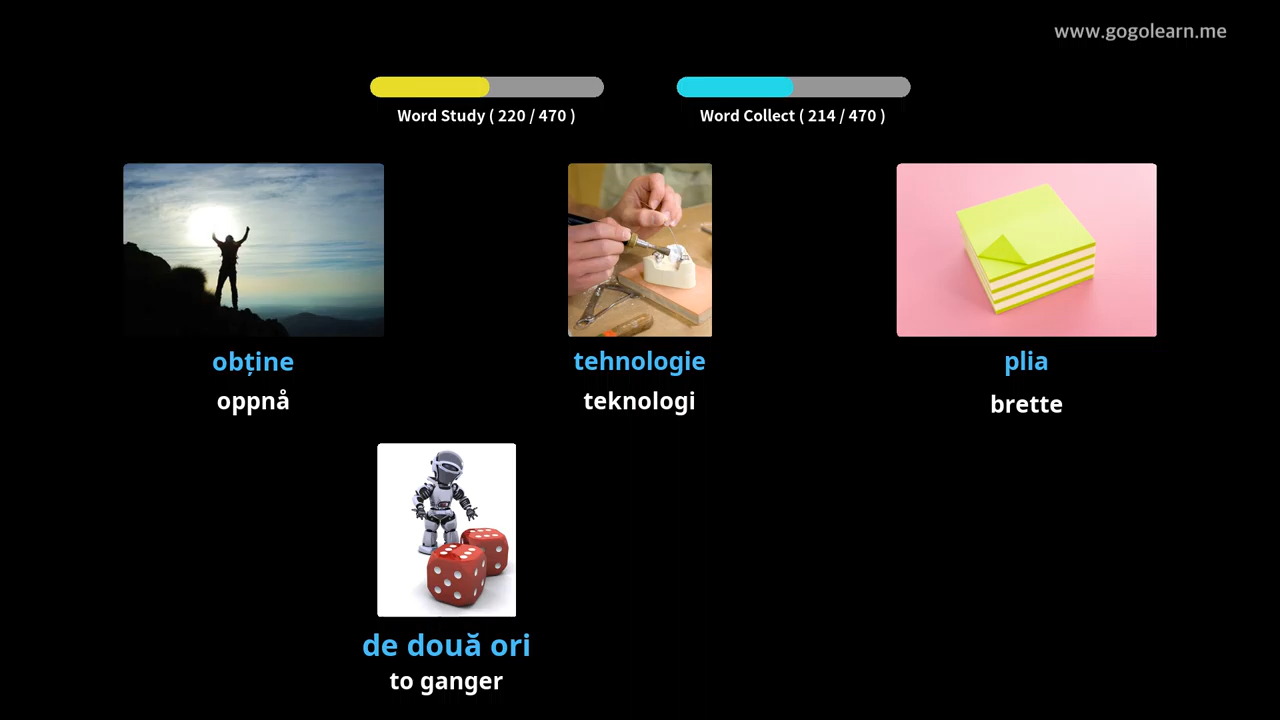 www.gogolearn.me
Word Study ( 220 / 470 )
Word Collect ( 214 / 470 )
obține
tehnologie
plia
oppnå
teknologi
brette
de două ori
to ganger